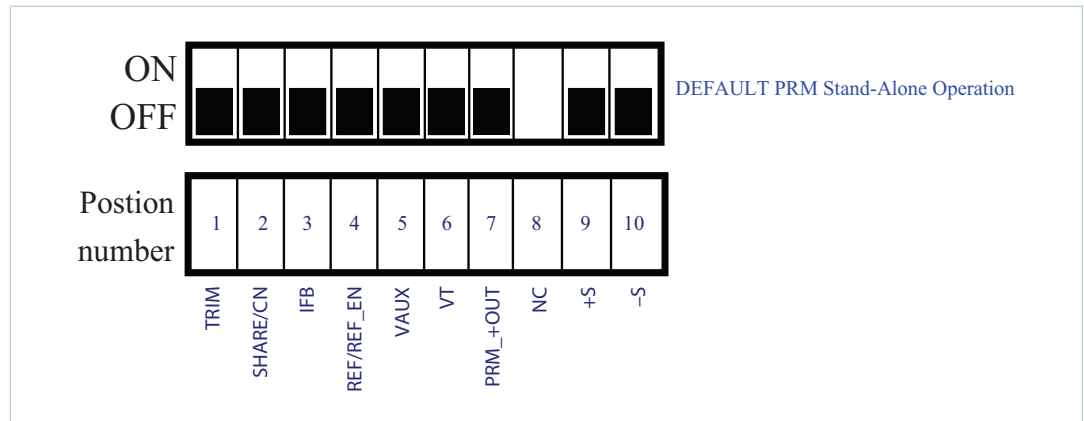 ON
OFF
DEFAULT PRM Stand-Alone Operation
Postion
number
1 2 3 4 5 6 7 8 9 10
TRIM
SHARE/CN
IFB
REF/REF_EN
VAUX
VT
PRM_+OUT
NC
+S
–S